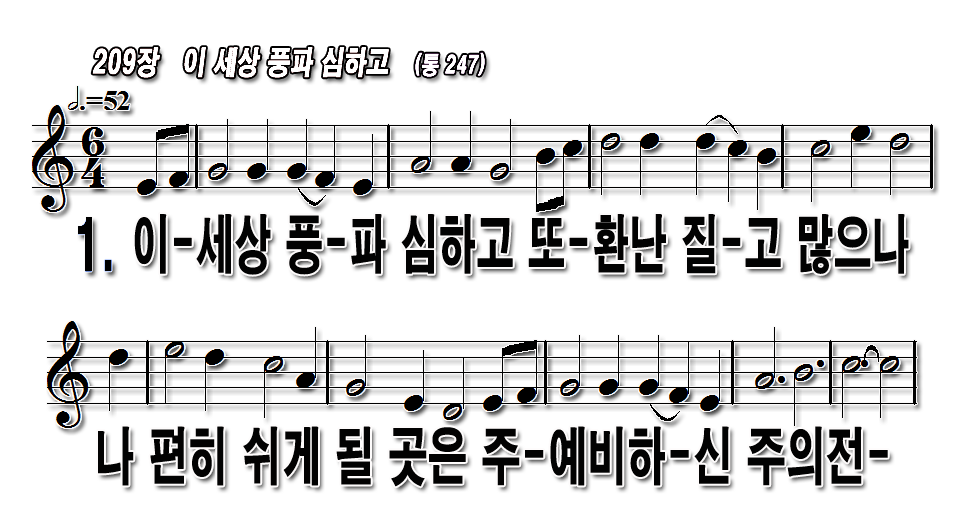 209장 이 세상 풍파 심하고 (통 247)
𝅗𝅥.=52
6
4
1. 이-세상 풍-파 심하고 또-환난 질-고 많으나
나 편히 쉬게 될 곳은 주-예비하-신 주의전-